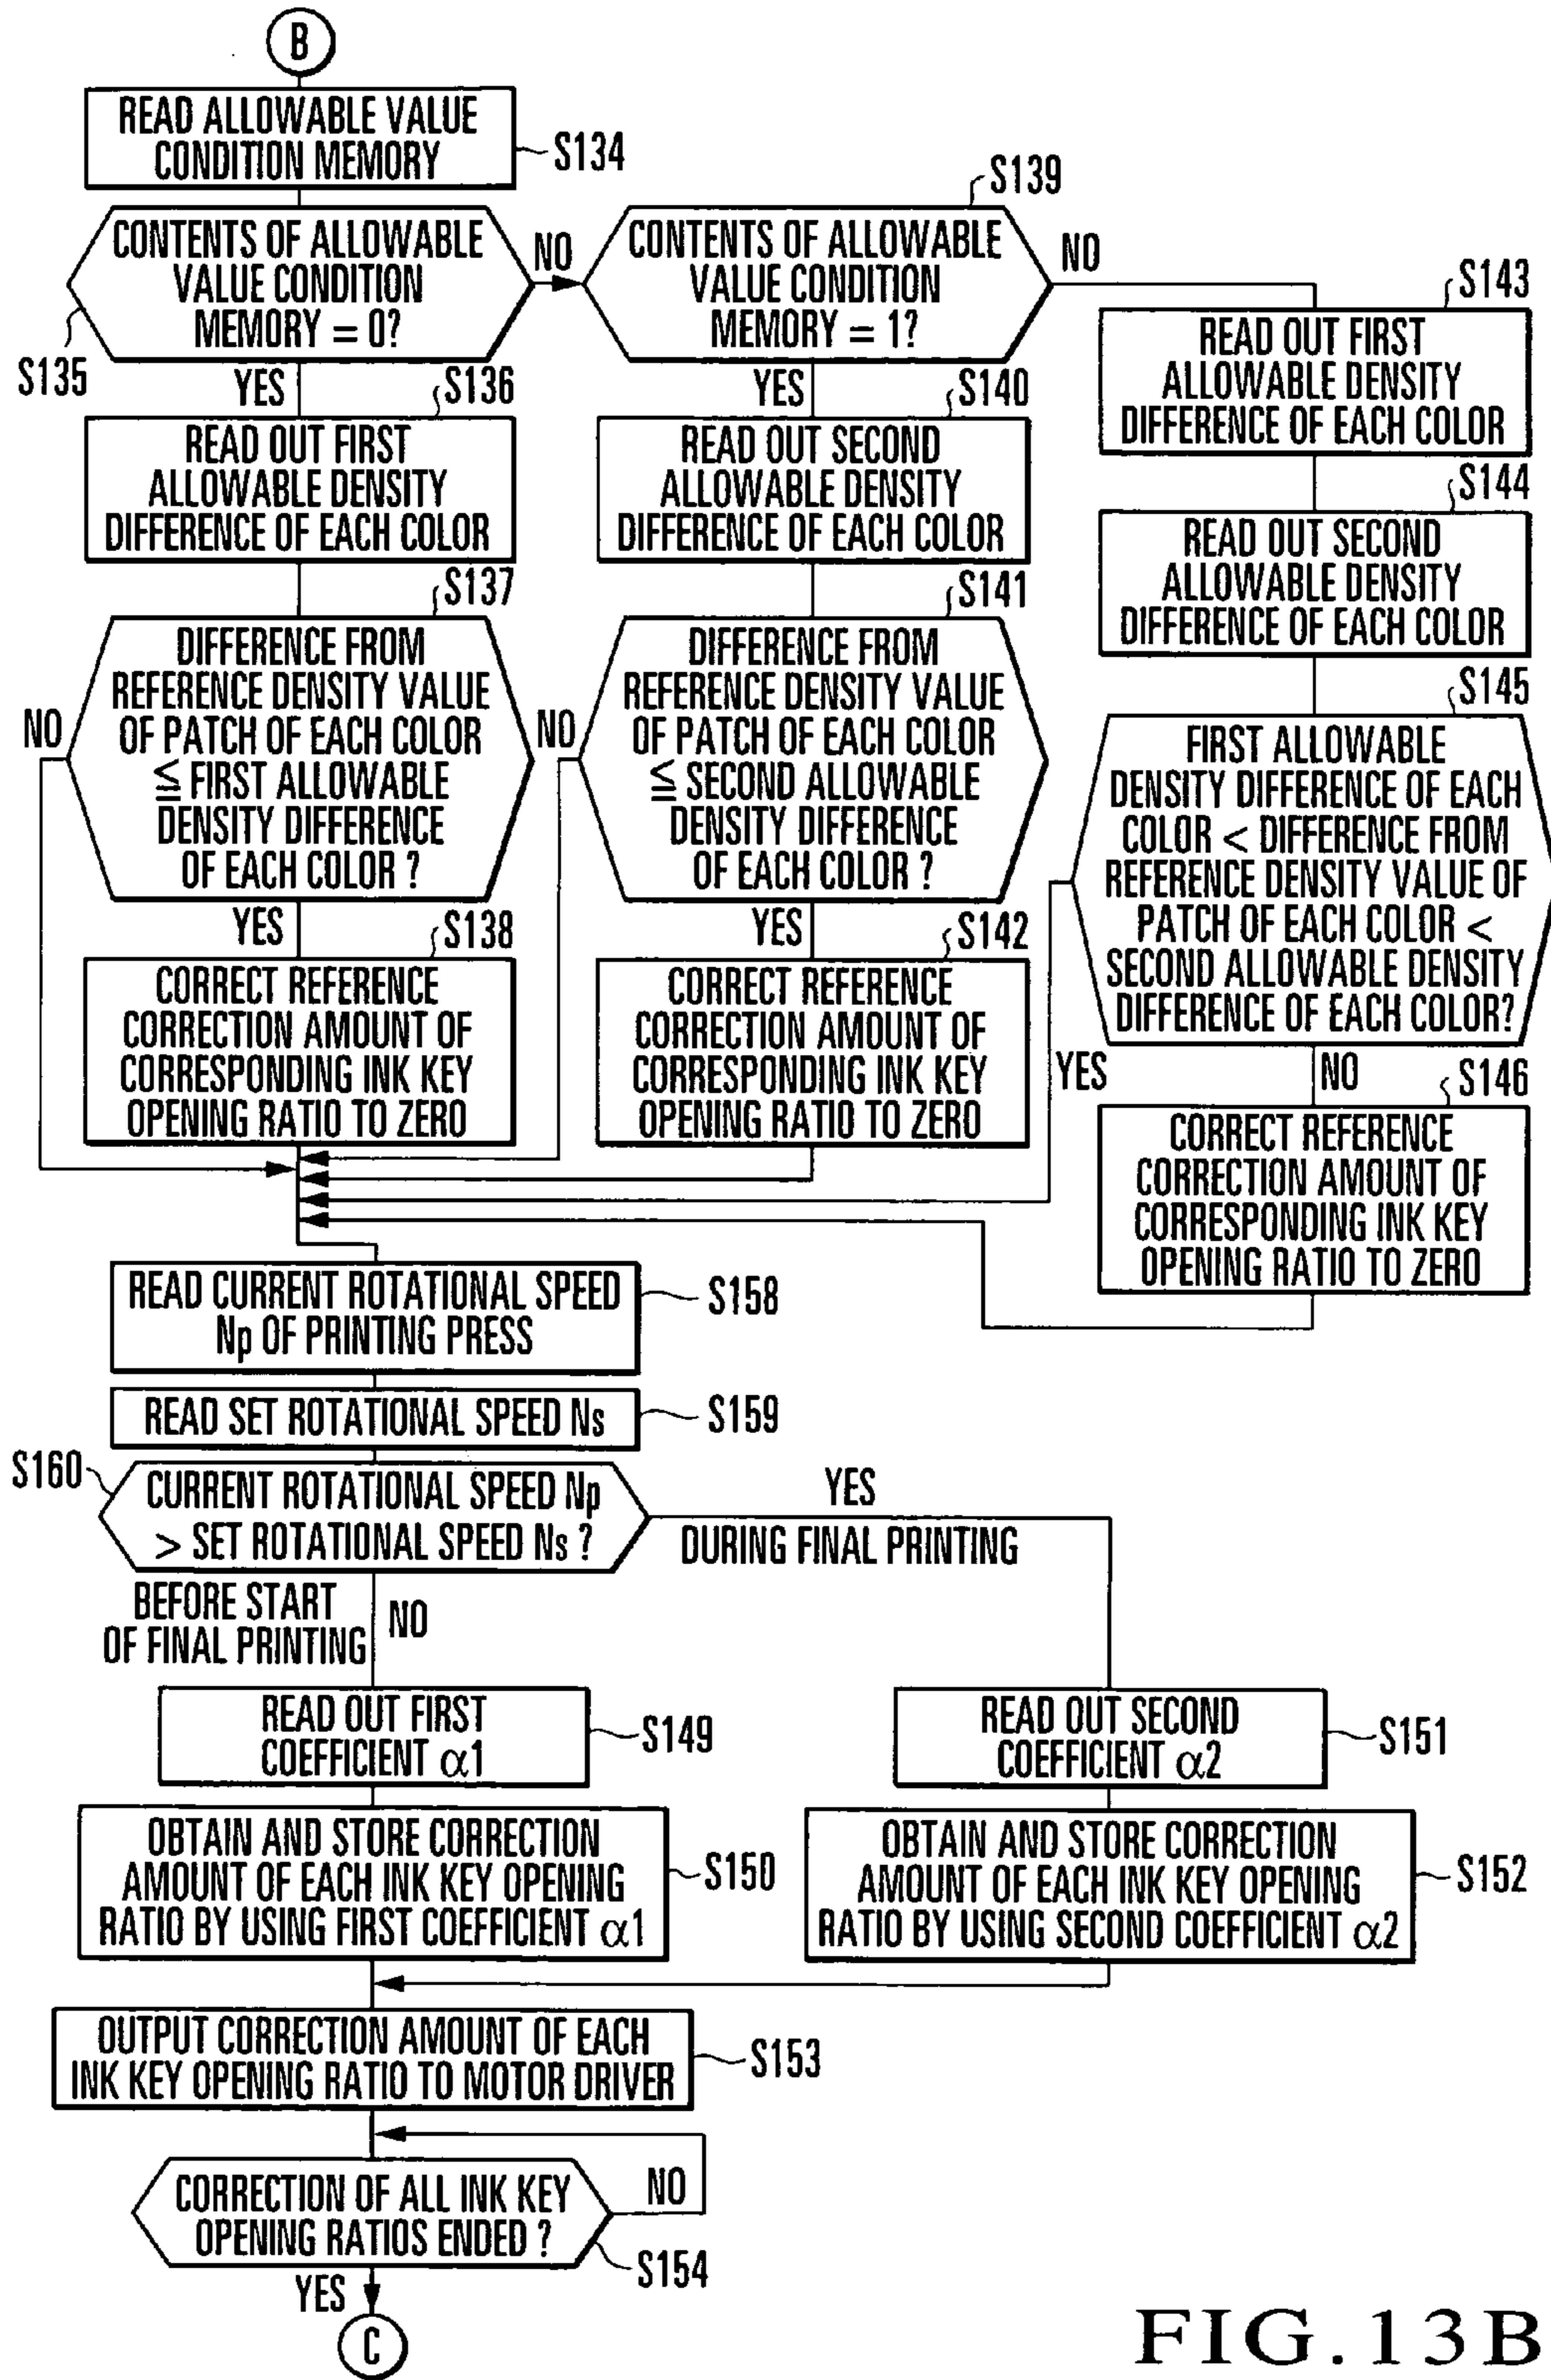 B
READ ALLOWABLE VALUE
CONDITION MEMORY
S134
CONTENTS OF ALLOWABLE
VALUE CONDITION
MEMORY = 0?
S135
NO
YES
S139
CONTENTS OF ALLOWABLE
VALUE CONDITION
MEMORY = 1?
NO
YES
S136
READ OUT FIRST
ALLOWABLE DENSITY
DIFFERENCE OF EACH COLOR
S137
DIFFERENCE FROM
REFERENCE DENSITY VALUE
OF PATCH OF EACH COLOR
≦ FIRST ALLOWABLE
DENSITY DIFFERENCE
OF EACH COLOR ?
NO
YES
S138
CORRECT REFERENCE
CORRECTION AMOUNT OF
CORRESPONDING INK KEY
OPENING RATIO TO ZERO
S140
READ OUT SECOND
ALLOWABLE DENSITY
DIFFERENCE OF EACH COLOR
S141
DIFFERENCE FROM
REFERENCE DENSITY VALUE
OF PATCH OF EACH COLOR
≦ SECOND ALLOWABLE
DENSITY DIFFERENCE
OF EACH COLOR ?
NO
YES
S142
CORRECT REFERENCE
CORRECTION AMOUNT OF
CORRESPONDING INK KEY
OPENING RATIO TO ZERO
S143
READ OUT FIRST
ALLOWABLE DENSITY
DIFFERENCE OF EACH COLOR
S144
READ OUT SECOND
ALLOWABLE DENSITY
DIFFERENCE OF EACH COLOR
S145
FIRST ALLOWABLE
DENSITY DIFFERENCE OF EACH
COLOR < DIFFERENCE FROM
REFERENCE DENSITY VALUE OF
PATCH OF EACH COLOR <
SECOND ALLOWABLE DENSITY
DIFFERENCE OF EACH COLOR?
YES
NO
S146
CORRECT REFERENCE
CORRECTION AMOUNT OF
CORRESPONDING INK KEY
OPENING RATIO TO ZERO
READ CURRENT ROTATIONAL SPEED
Np OF PRINTING PRESS
S158
READ SET ROTATIONAL SPEED Ns
S159
S160
CURRENT ROTATIONAL SPEED Np
> SET ROTATIONAL SPEED Ns ?
YES
DURING FINAL PRINTING
BEFORE START
OF FINAL PRINTING
NO
READ OUT FIRST
COEFFICIENT α1
S149
READ OUT SECOND
COEFFICIENT α2
S151
OBTAIN AND STORE CORRECTION
AMOUNT OF EACH INK KEY OPENING
RATIO BY USING FIRST COEFFICIENT α1
S150
OBTAIN AND STORE CORRECTION
AMOUNT OF EACH INK KEY OPENING
RATIO BY USING SECOND COEFFICIENT α2
S152
OUTPUT CORRECTION AMOUNT OF EACH
INK KEY OPENING RATIO TO MOTOR DRIVER
S153
CORRECTION OF ALL INK KEY
OPENING RATIOS ENDED ?
NO
S154
YES
C
FIG.13B